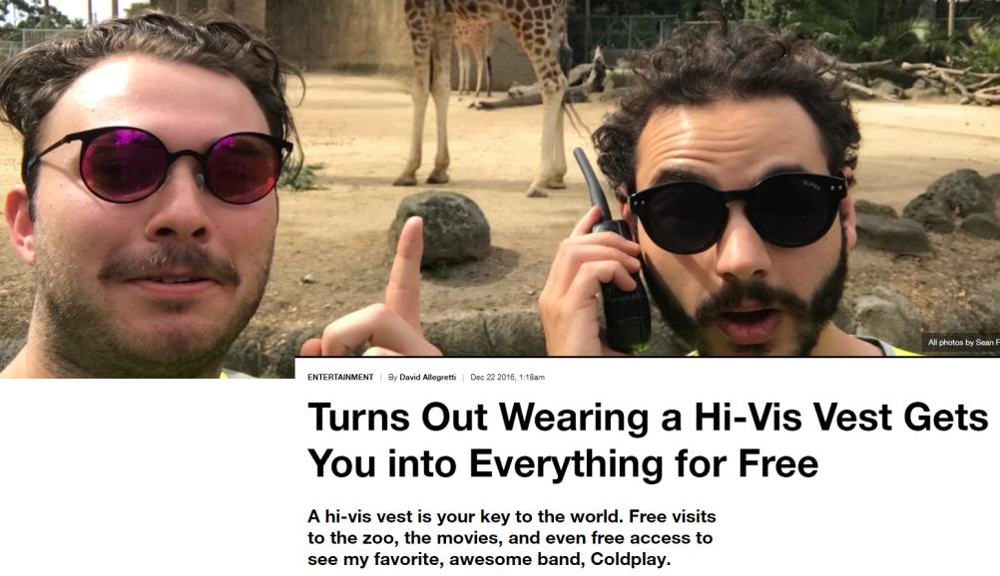 All photos by Sean F
ENTERTAINMENT | By David Allegretti | Dec 22 2016, 1:18am
Turns Out Wearing a Hi-Vis Vest Gets
You into Everything for Free
A hi-vis vest is your key to the world. Free visits
to the zoo, the movies, and even free access to
see my favorite, awesome band, Coldplay.